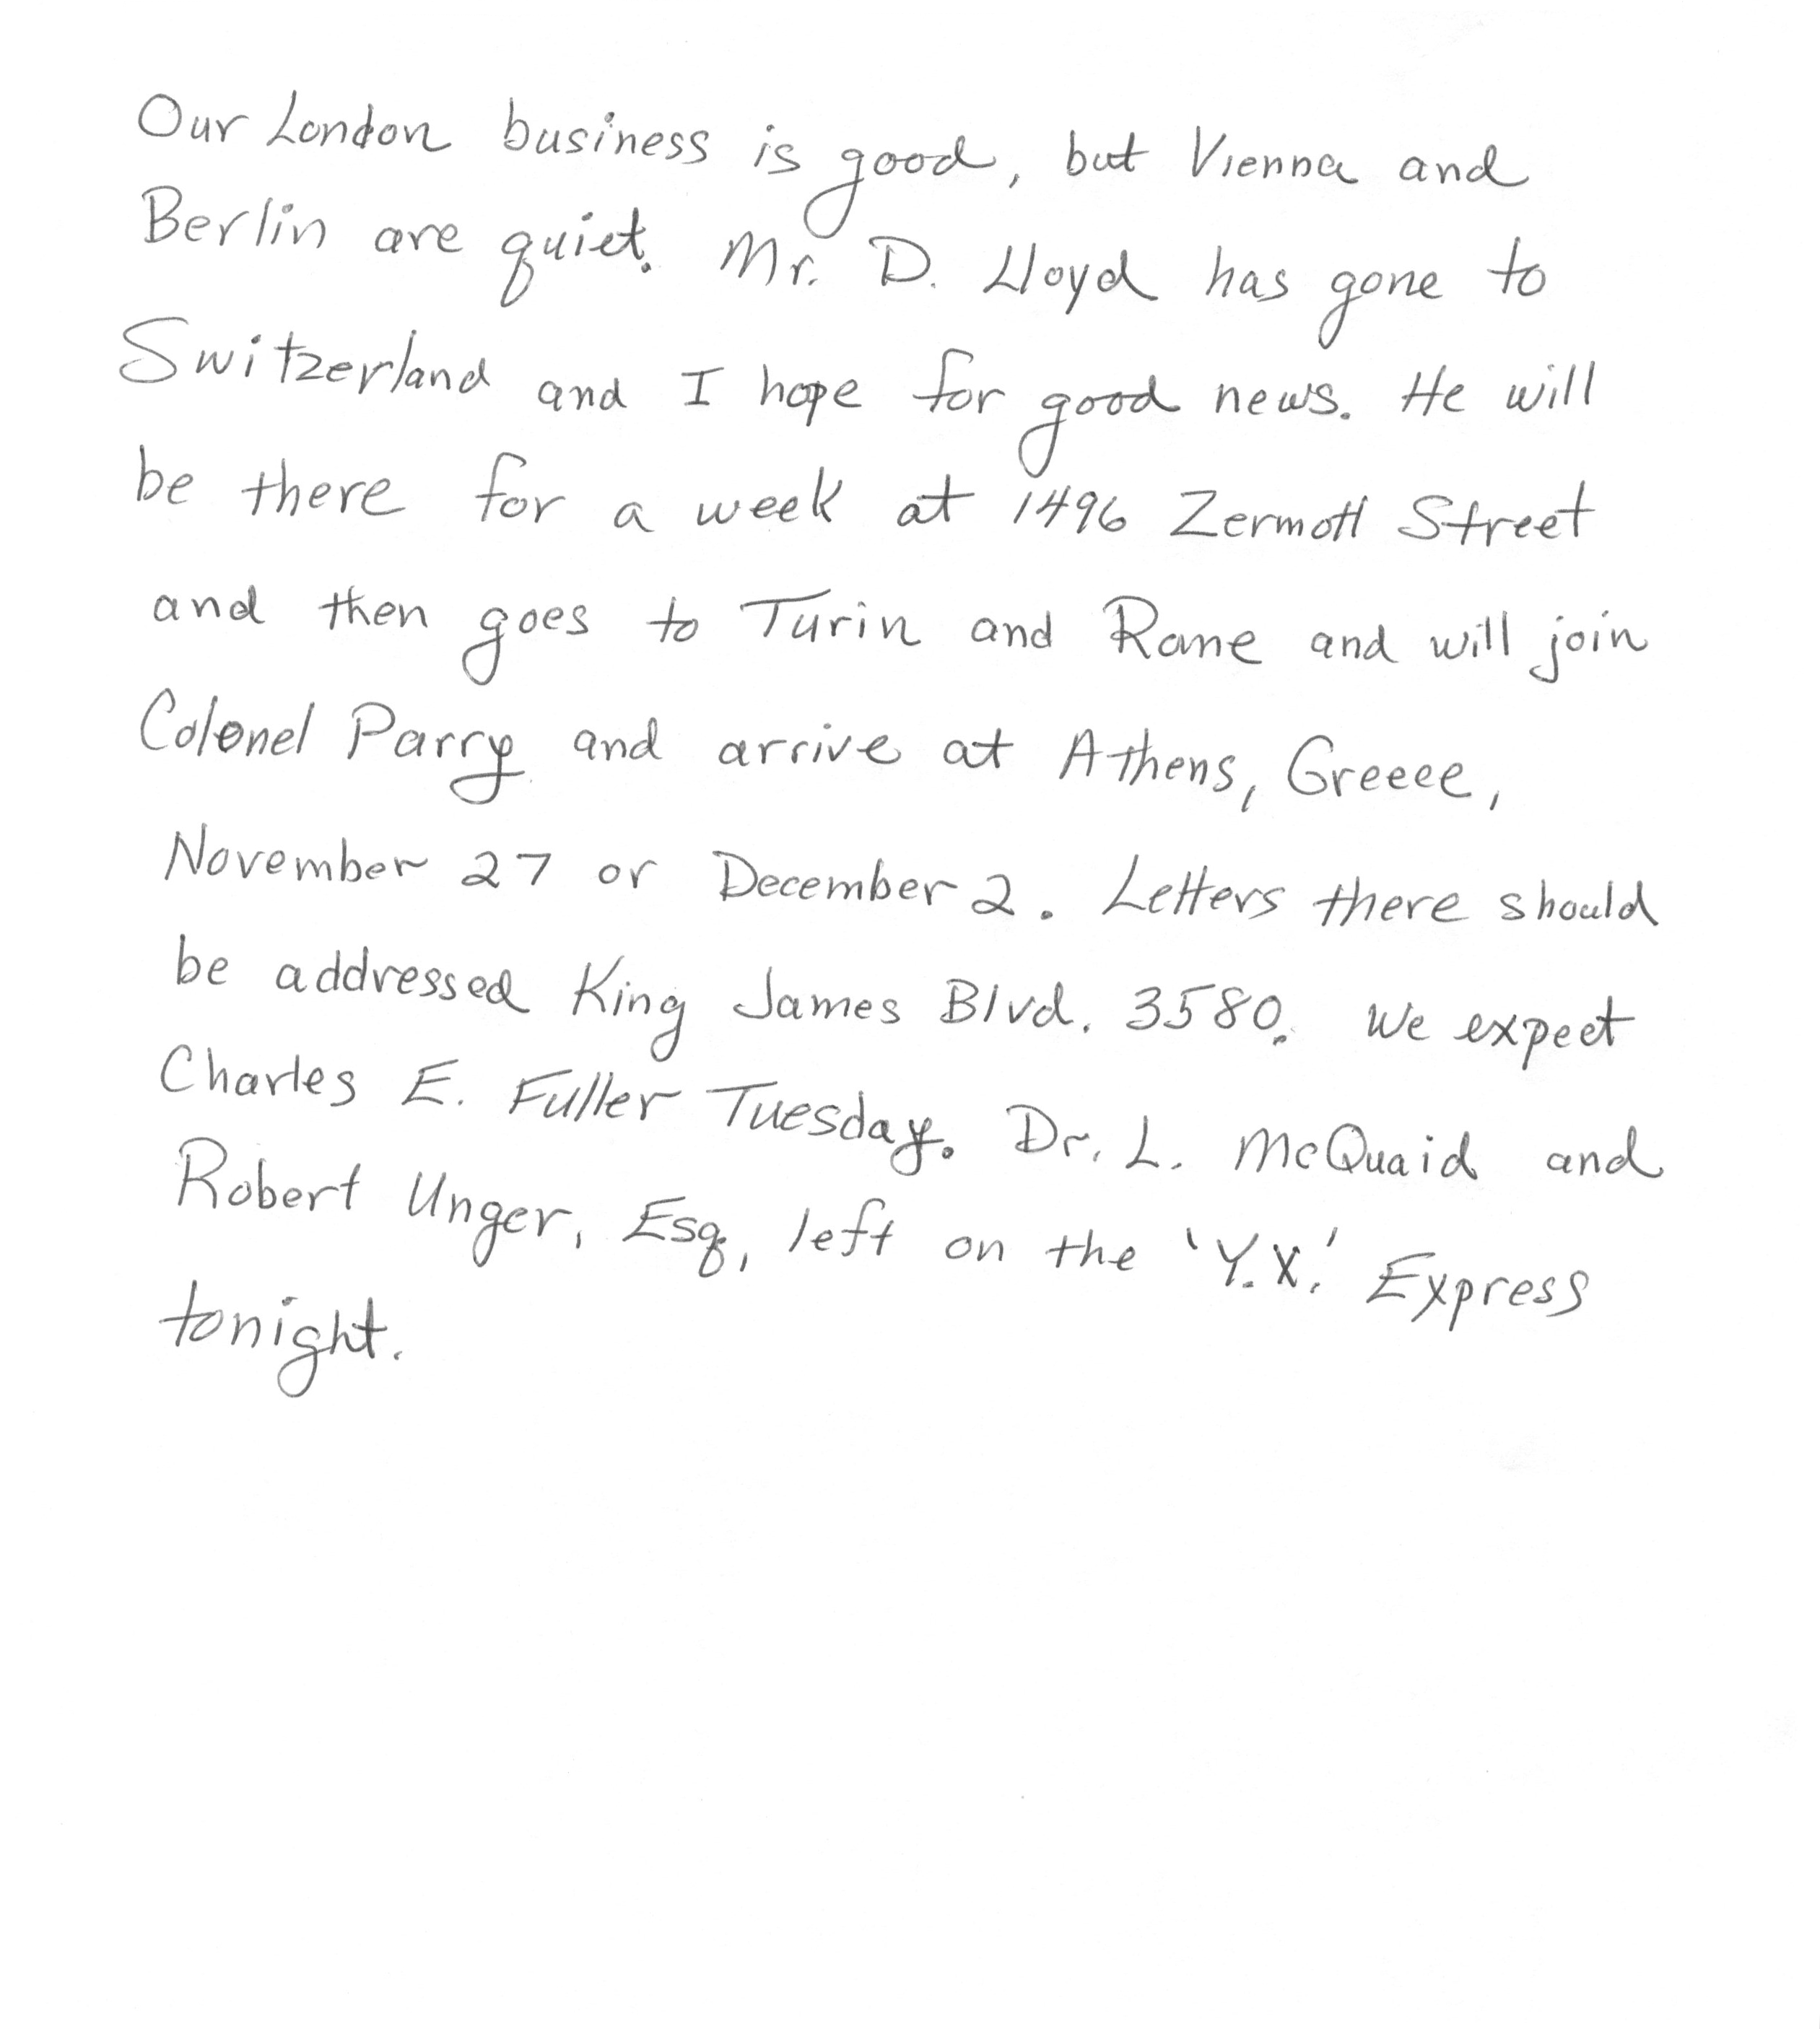 Our London business is good, but Vienna and
Berlin are quiet. Mr. D. Lloyd has gone to
Switzerland and I hope for good news. He will
be there for a week at 1496 Zermott Street
and then goes to Turin and Rome and will join
Colonel Parry and arrive at Athens, Greece,
November 27 or December 2. Letters there should
be addressed King James Blvd. 3580. We expect
Charles E. Fuller Tuesday. Dr. L. McQuaid and
Robert Unger, Esq, left on the 'Y.X.' Express
tonight.